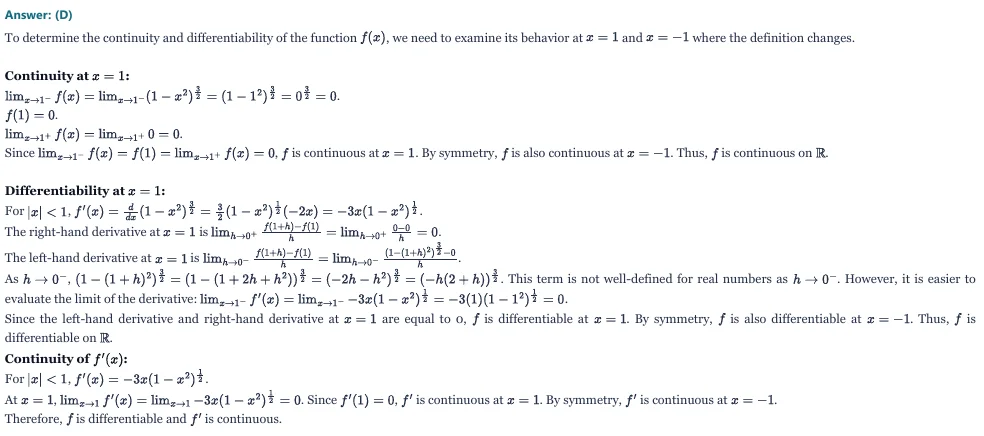 Answer: (D)
To determine the continuity and differentiability of the function f(x), we need to examine its behavior at x = 1 and x = −1 where the definition changes.
Continuity at x = 1:
lim_{x→1⁻} f(x) = lim_{x→1⁻}(1 − x²)^{3/2} = (1 − 1²)^{3/2} = 0^{3/2} = 0.
f(1) = 0.
lim_{x→1⁺} f(x) = lim_{x→1⁺} 0 = 0.
Since lim_{x→1⁻} f(x) = f(1) = lim_{x→1⁺} f(x) = 0, f is continuous at x = 1. By symmetry, f is also continuous at x = −1. Thus, f is continuous on ℝ.
Differentiability at x = 1:
For |x| < 1, f′(x) = d/dx (1 − x²)^{3/2} = 3/2 (1 − x²)^{1/2}(−2x) = −3x(1 − x²)^{1/2}.
The right-hand derivative at x = 1 is lim_{h→0⁺} (f(1+h)−f(1))/h = lim_{h→0⁺} (0−0)/h = 0.
The left-hand derivative at x = 1 is lim_{h→0⁻} (f(1+h)−f(1))/h = lim_{h→0⁻} ((1−(1+h)²)^{3/2}−0)/h.
As h → 0⁻, (1 − (1 + h)²)^{3/2} = (1 − (1 + 2h + h²))^{3/2} = (−2h − h²)^{3/2} = (−h(2 + h))^{3/2}. This term is not well-defined for real numbers as h → 0⁻. However, it is easier to
evaluate the limit of the derivative: lim_{x→1⁻} f′(x) = lim_{x→1⁻} −3x(1 − x²)^{1/2} = −3(1)(1 − 1²)^{1/2} = 0.
Since the left-hand derivative and right-hand derivative at x = 1 are equal to 0, f is differentiable at x = 1. By symmetry, f is also differentiable at x = −1. Thus, f is
differentiable on ℝ.
Continuity of f′(x):
For |x| < 1, f′(x) = −3x(1 − x²)^{1/2}.
At x = 1, lim_{x→1} f′(x) = lim_{x→1} −3x(1 − x²)^{1/2} = 0. Since f′(1) = 0, f′ is continuous at x = 1. By symmetry, f′ is continuous at x = −1.
Therefore, f is differentiable and f′ is continuous.